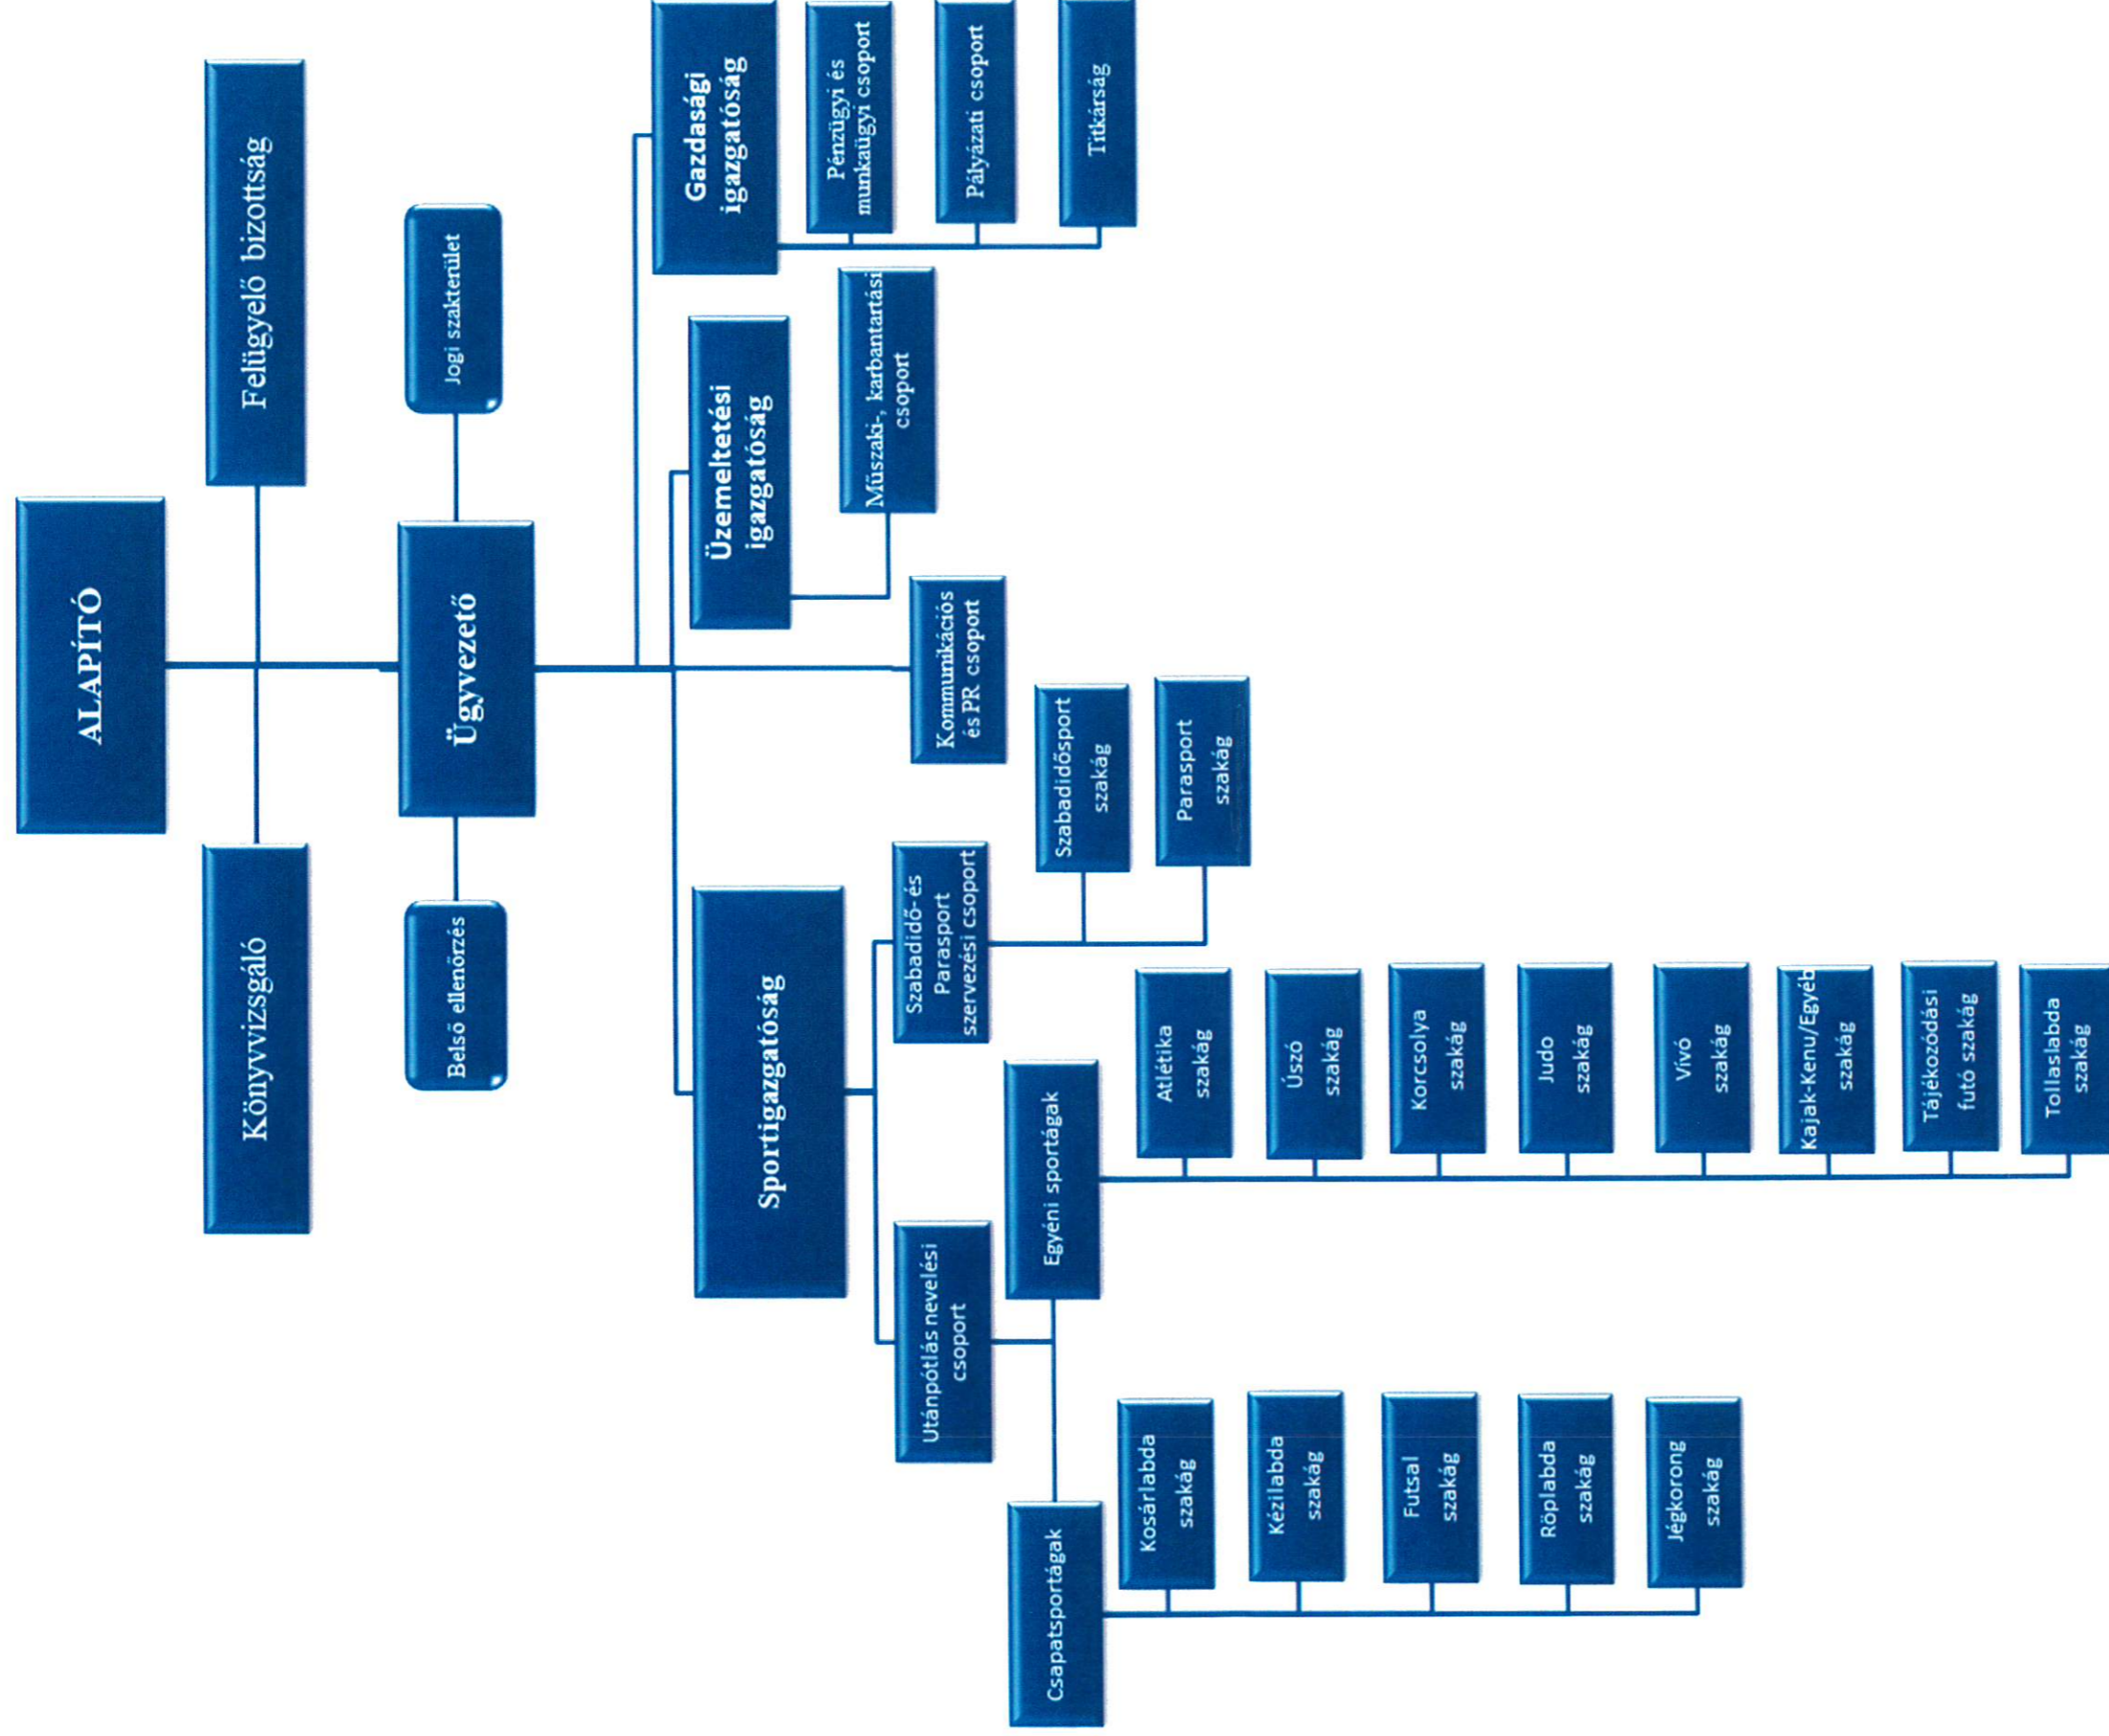 ALAPÍTÓ
Könyvvizsgáló
Felügyelő bizottság
Belső ellenőrzés
Ügyvezető
Jogi szakterület
Sportigazgatóság
Üzemeltetési
igazgatóság
Gazdasági
igazgatóság
Pénzügyi és
munkaügyi csoport
Pályázati csoport
Titkárság
Műszaki-, karbantartási
csoport
Kommunikációs
és PR csoport
Utánpótlás nevelési
csoport
Szabadidő- és
Parasport
szervezési csoport
Szabadidősport
szakág
Parasport
szakág
Csapatsportágak
Egyéni sportágak
Kosárlabda
szakág
Kézilabda
szakág
Futsal
szakág
Röplabda
szakág
Jégkorong
szakág
Atlétika
szakág
Úszó
szakág
Korcsolya
szakág
Judo
szakág
Vívó
szakág
Kajak-Kenu/Egyéb
szakág
Tájékozódási
futó szakág
Tollaslabda
szakág